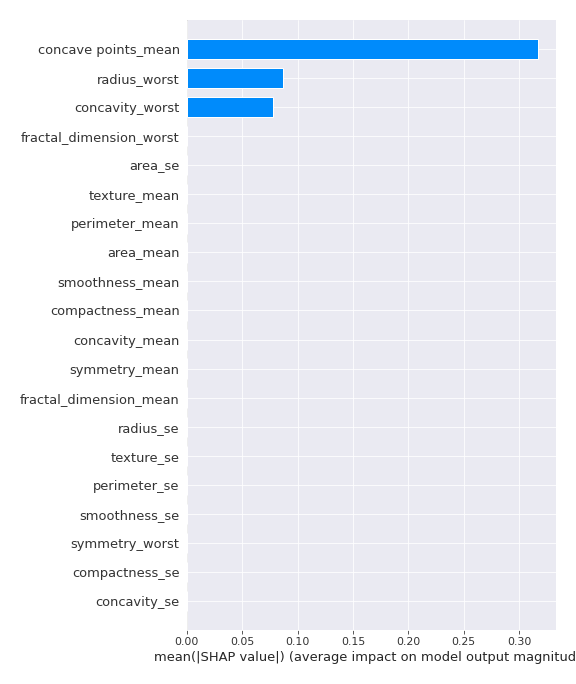 concave points_mean
radius_worst
concavity_worst
fractal_dimension_worst
area_se
texture_mean
perimeter_mean
area_mean
smoothness_mean
compactness_mean
concavity_mean
symmetry_mean
fractal_dimension_mean
radius_se
texture_se
perimeter_se
smoothness_se
symmetry_worst
compactness_se
concavity_se
0.00 0.05 0.10 0.15 0.20 0.25 0.30
mean(|SHAP value|) (average impact on model output magnitud